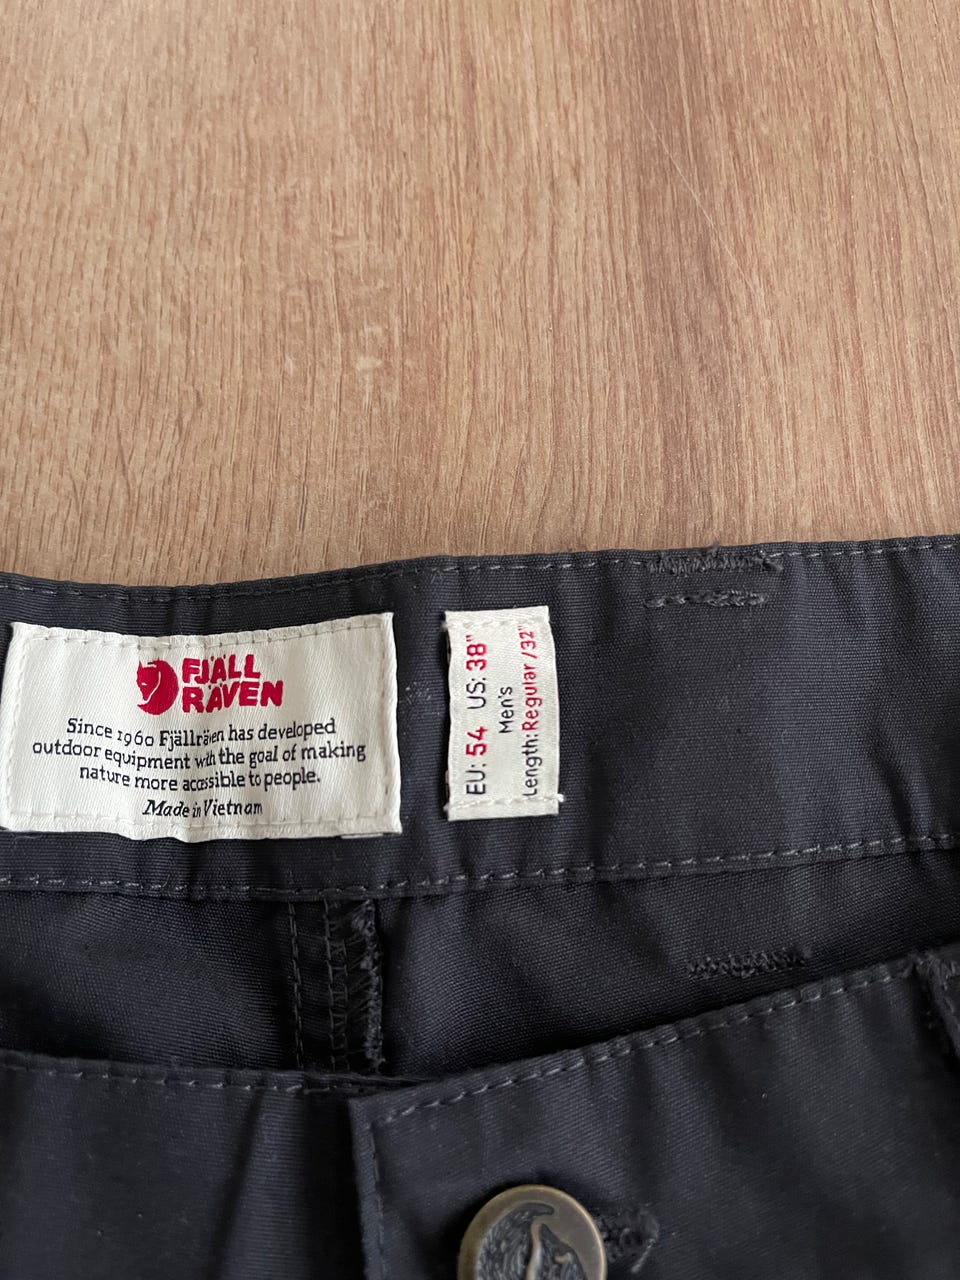 FJÄLL
RÄVEN
Since 1960 Fjällräven has developed
outdoor equipment with the goal of making
nature more accessible to people.
Made in Vietnam
EU: 54 US: 38"
Men's
Length: Regular /32"